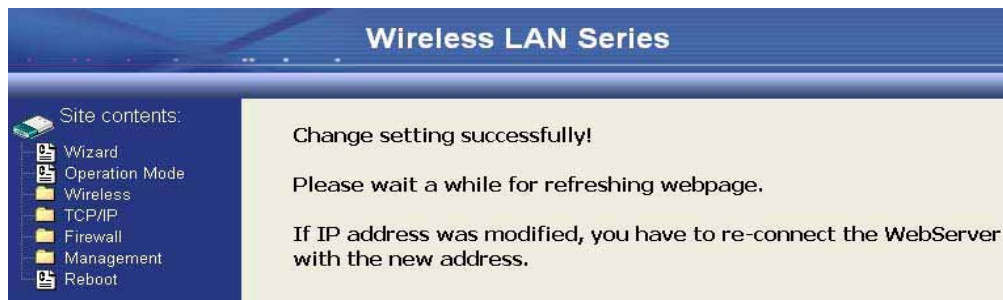 Wireless LAN Series
Site contents:
Wizard
Operation Mode
Wireless
TCP/IP
Firewall
Management
Reboot
Change setting successfully!
Please wait a while for refreshing webpage.
If IP address was modified, you have to re-connect the WebServer
with the new address.